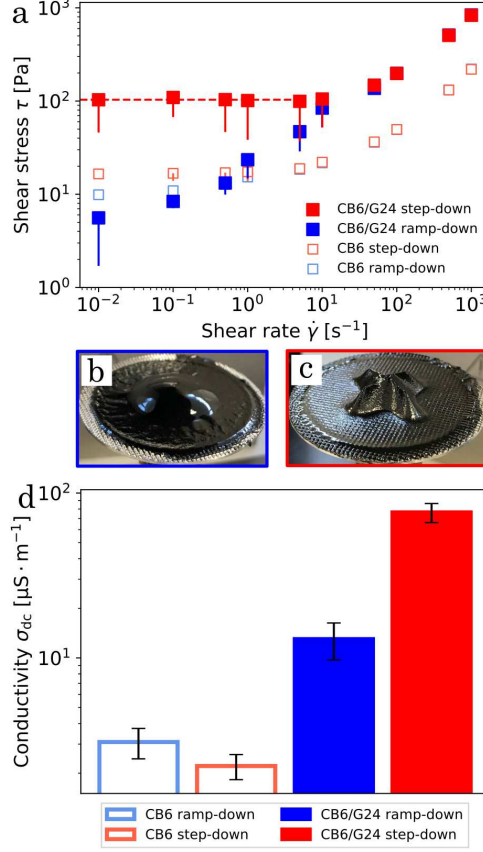 a
Shear stress τ [Pa]
10³
10²
10¹
10⁰
CB6/G24 step-down
CB6/G24 ramp-down
CB6 step-down
CB6 ramp-down
10⁻² 10⁻¹ 10⁰ 10¹ 10² 10³
Shear rate γ̇ [s⁻¹]
b
c
d
Conductivity σdc [μS · m⁻¹]
10²
10¹
CB6 ramp-down CB6/G24 ramp-down
CB6 step-down CB6/G24 step-down